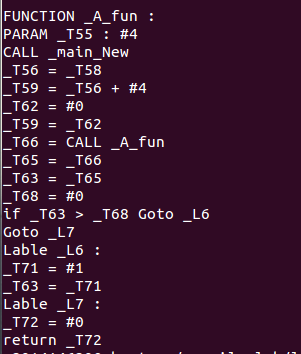 FUNCTION _A_fun :
PARAM _T55 : #4
CALL _main_New
_T56 = _T58
_T59 = _T56 + #4
_T62 = #0
_T59 = _T62
_T66 = CALL _A_fun
_T65 = _T66
_T63 = _T65
_T68 = #0
if _T63 > _T68 Goto _L6
Goto _L7
Lable _L6 :
_T71 = #1
_T63 = _T71
Lable _L7 :
_T72 = #0
return _T72